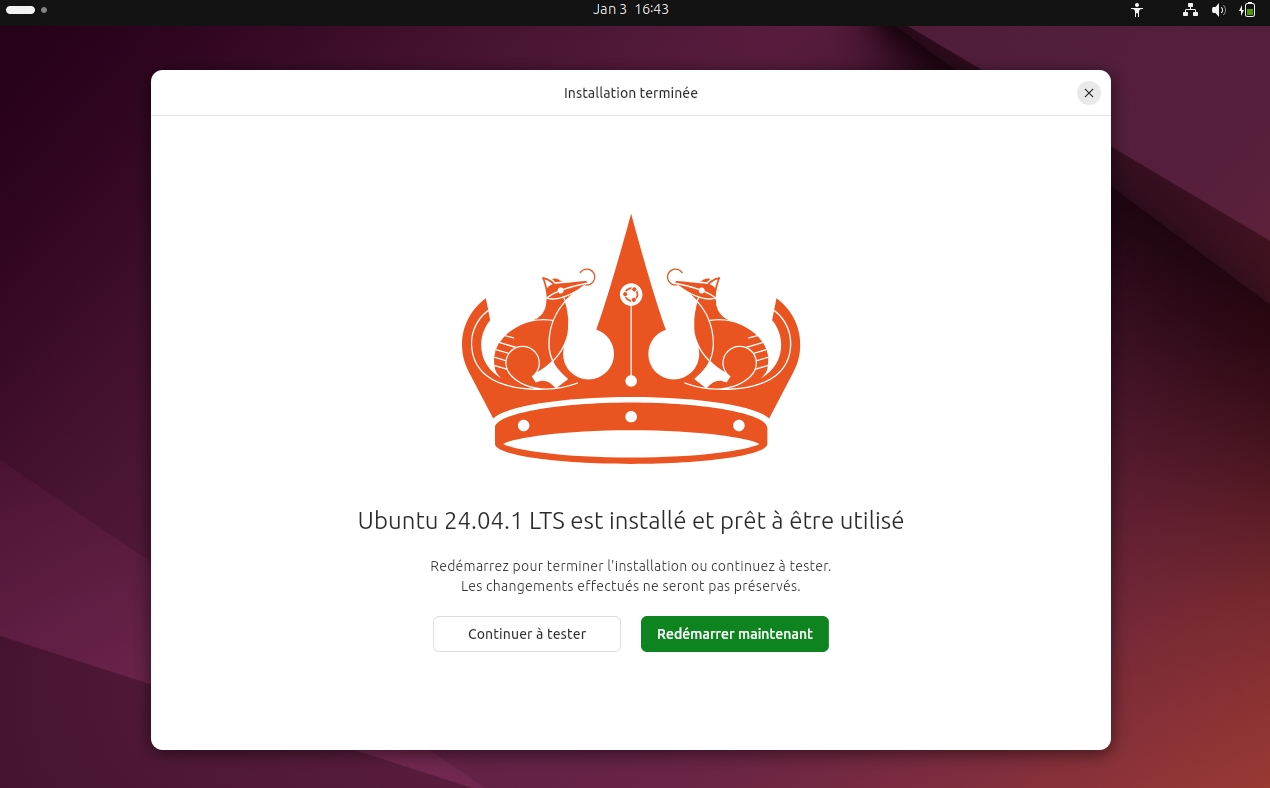 Jan 3 16:43
Installation terminée
Ubuntu 24.04.1 LTS est installé et prêt à être utilisé
Redémarrez pour terminer l'installation ou continuez à tester.
Les changements effectués ne seront pas préservés.
Continuer à tester
Redémarrer maintenant